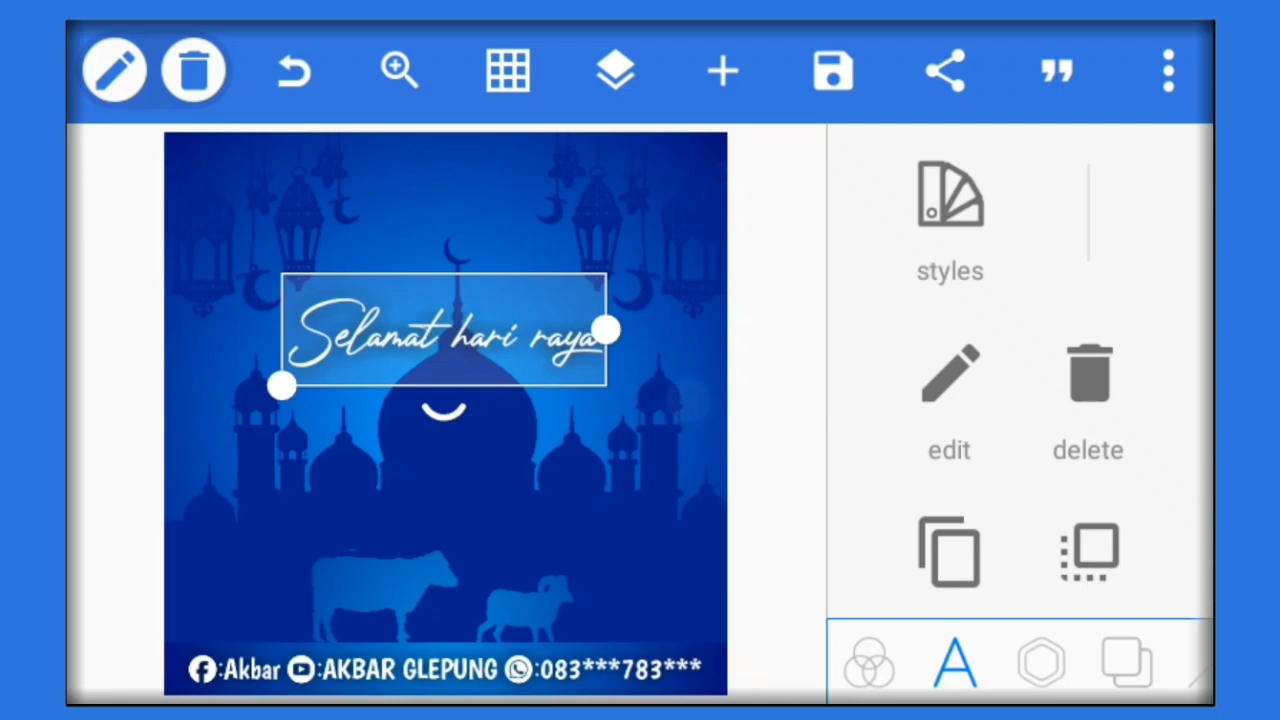 styles
Selamat hari raya
edit
delete
:Akbar :AKBAR GLEPUNG :083***783***